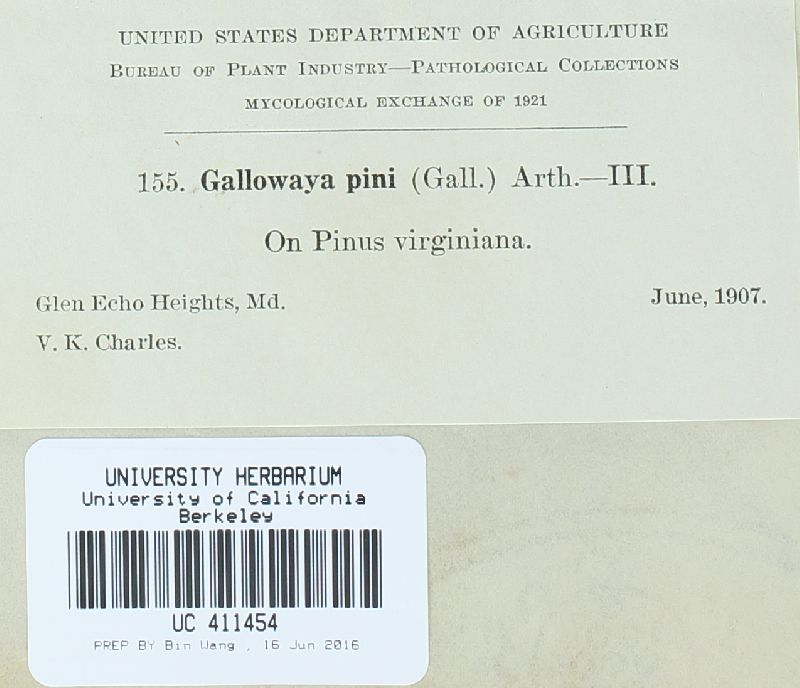 UNITED STATES DEPARTMENT OF AGRICULTURE
BUREAU OF PLANT INDUSTRY—PATHOLOGICAL COLLECTIONS
MYCOLOGICAL EXCHANGE OF 1921
155. Gallowaya pini (Gall.) Arth.—III.
On Pinus virginiana.
Glen Echo Heights, Md. June, 1907.
V. K. Charles.
UNIVERSITY HERBARIUM
University of California
Berkeley
UC 411454
PREP BY Bin Wang , 16 Jun 2016